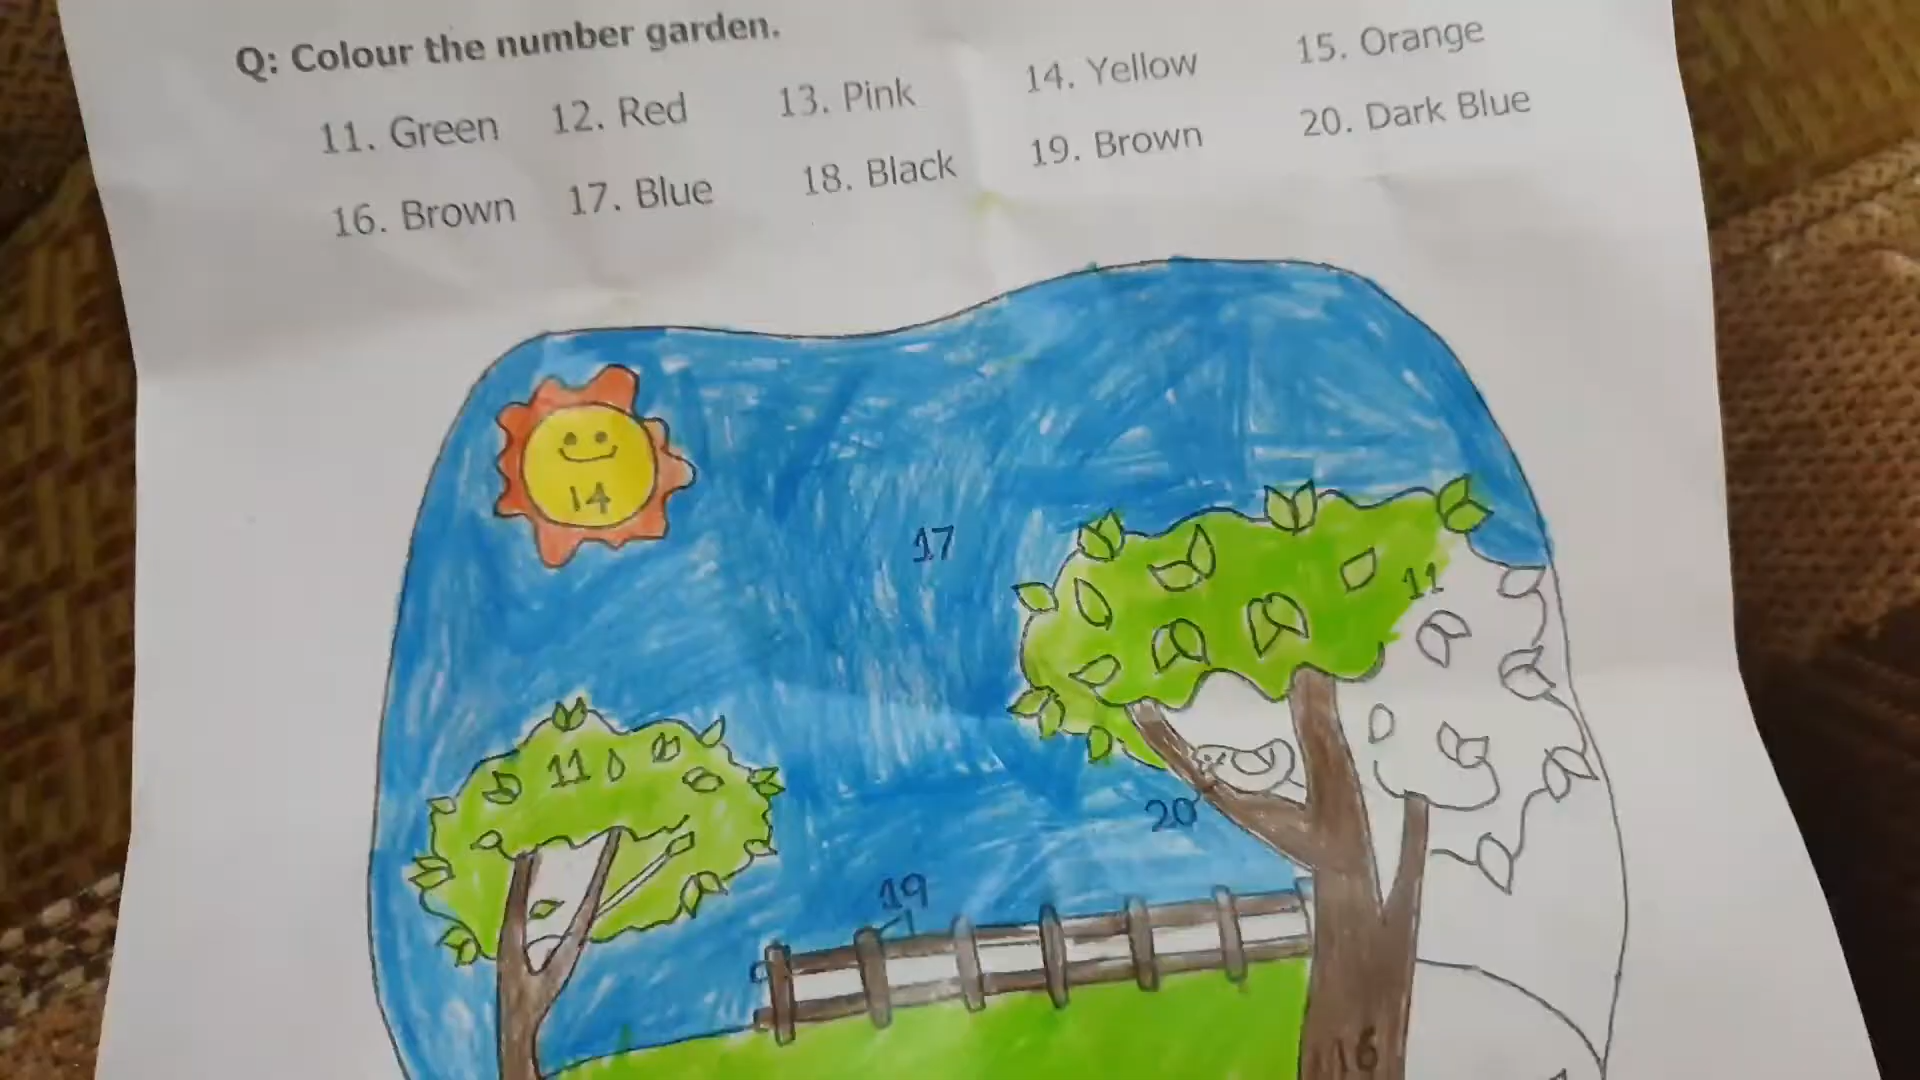 Q: Colour the number garden.
11. Green 12. Red 13. Pink 14. Yellow 15. Orange
16. Brown 17. Blue 18. Black 19. Brown 20. Dark Blue
14
17
11
11
20
19
16